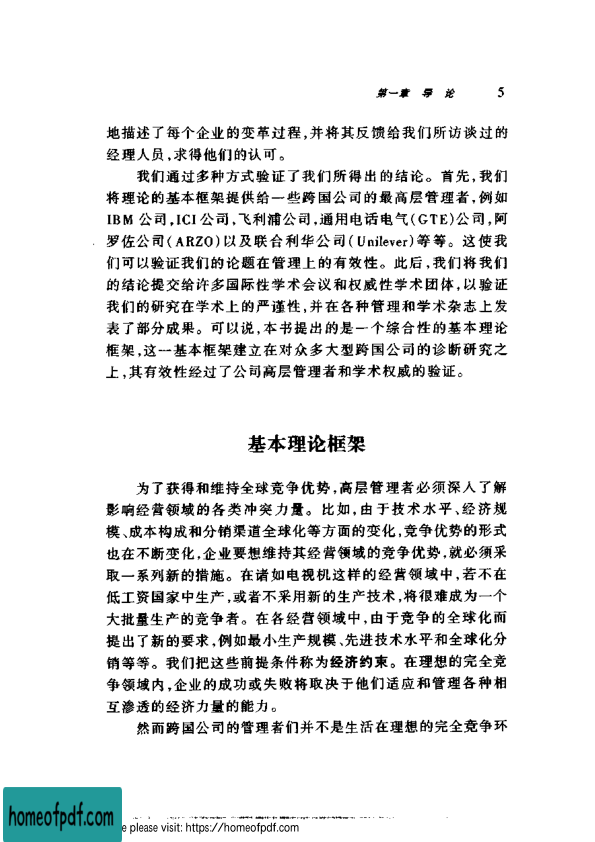 第一章 导 论 5
地描述了每个企业的变革过程,并将其反馈给我们所访谈过的
经理人员,求得他们的认可。
我们通过多种方式验证了我们所得出的结论。首先,我们
将理论的基本框架提供给一些跨国公司的最高层管理者,例如
IBM 公司,ICI 公司,飞利浦公司,通用电话电气(GTE)公司,阿
罗佐公司(ARZO)以及联合利华公司(Unilever)等等。这使我
们可以验证我们的论题在管理上的有效性。此后,我们将我们
的结论提交给许多国际性学术会议和权威性学术团体,以验证
我们的研究在学术上的严谨性,并在各种管理和学术杂志上发
表了部分成果。可以说,本书提出的是一个综合性的基本理论
框架,这一基本框架建立在对众多大型跨国公司的诊断研究之
上,其有效性经过了公司高层管理者和学术权威的验证。
基本理论框架
为了获得和维持全球竞争优势,高层管理者必须深入了解
影响经营领域的各类冲突力量。比如,由于技术水平、经济规
模、成本构成和分销渠道全球化等方面的变化,竞争优势的形式
也在不断变化,企业要想维持其经营领域的竞争优势,就必须采
取一系列新的措施。在诸如电视机这样的经营领域中,若不在
低工资国家中生产,或者不采用新的生产技术,将很难成为一个
大批量生产的竞争者。在各经营领域中,由于竞争的全球化而
提出了新的要求,例如最小生产规模、先进技术水平和全球化分
销等等。我们把这些前提条件称为经济约束。在理想的完全竞
争领域内,企业的成功或失败将取决于他们适应和管理各种相
互渗透的经济力量的能力。
然而跨国公司的管理者们并不是生活在理想的完全竞争环
homeofpdf.com
e please visit: https://homeofpdf.com